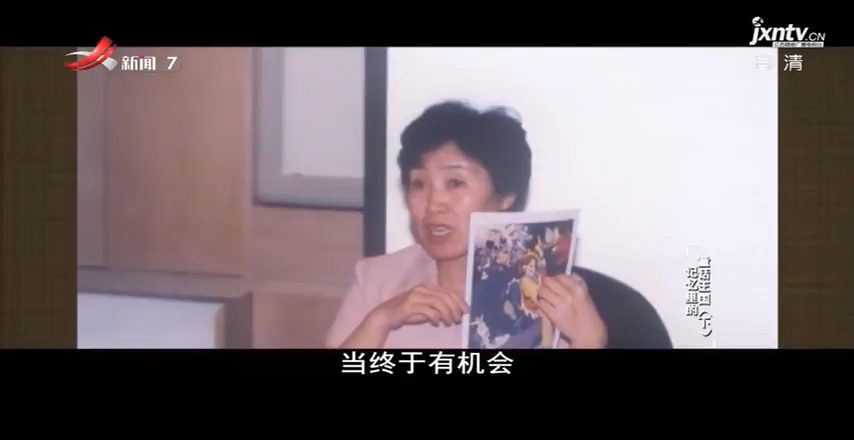 jxntv.CN
新闻 7
高清
记忆里的
童话王国（下）
当终于有机会